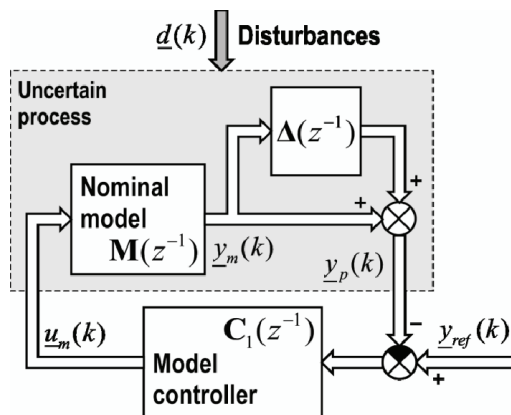 d(k) Disturbances
Uncertain
process
Δ(z⁻¹)
+
Nominal
model
M(z⁻¹)
+
y_m(k)
y_p(k)
u_m(k)
C₁(z⁻¹)
Model
controller
−
y_ref(k)
+